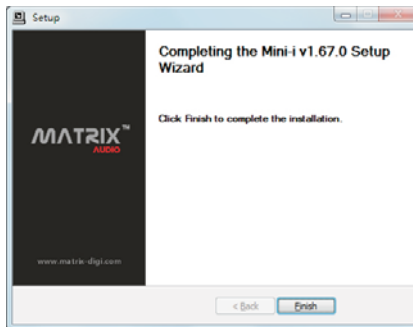 Setup
Completing the Mini-i v1.67.0 Setup
Wizard
Click Finish to complete the installation.
MATRIX™
AUDIO
www.matrix-digi.com
< Back
Finish